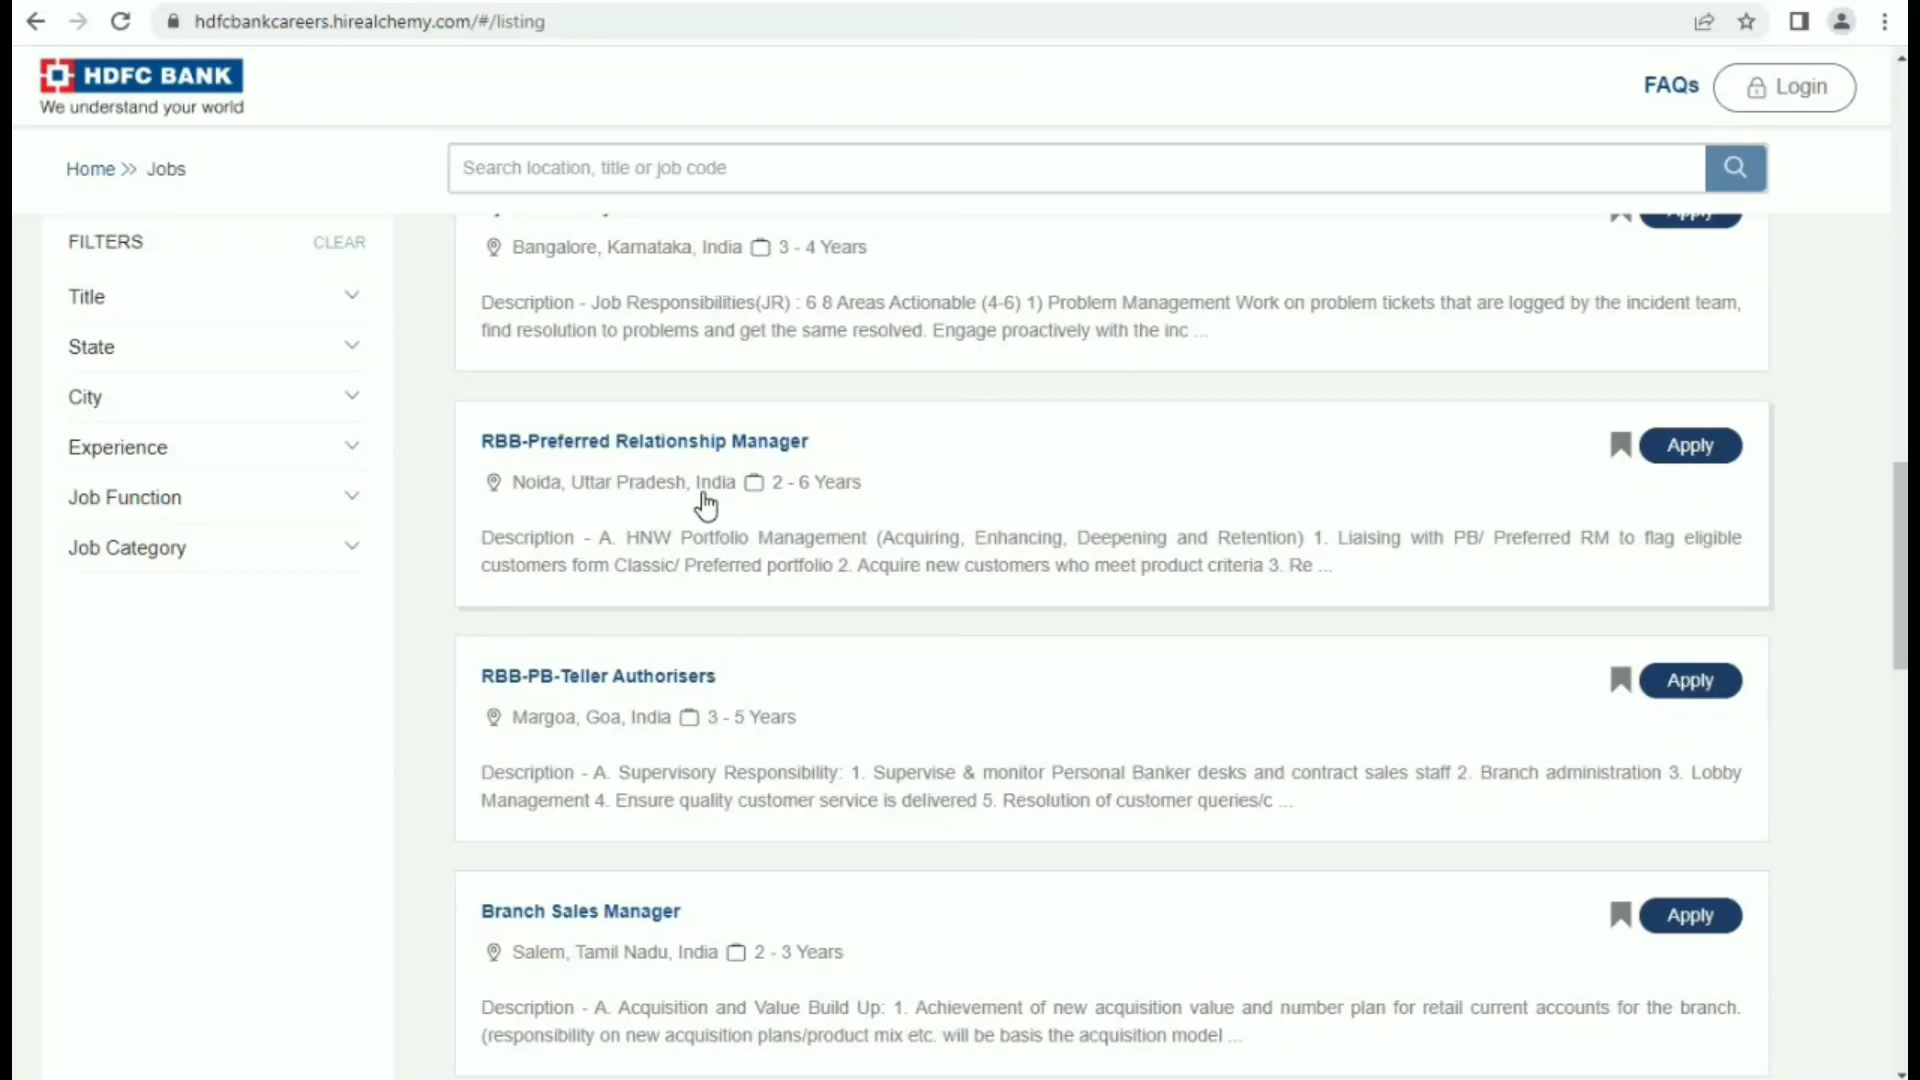 hdfcbankcareers.hirealchemy.com/#/listing
HDFC BANK
We understand your world
FAQs
Login
Home >> Jobs
Search location, title or job code
FILTERS
CLEAR
Title
State
City
Experience
Job Function
Job Category
Apply
Bangalore, Karnataka, India 3 - 4 Years
Description - Job Responsibilities(JR) : 6 8 Areas Actionable (4-6) 1) Problem Management Work on problem tickets that are logged by the incident team,
find resolution to problems and get the same resolved. Engage proactively with the inc ...
RBB-Preferred Relationship Manager
Apply
Noida, Uttar Pradesh, India 2 - 6 Years
Description - A. HNW Portfolio Management (Acquiring, Enhancing, Deepening and Retention) 1. Liaising with PB/ Preferred RM to flag eligible
customers form Classic/ Preferred portfolio 2. Acquire new customers who meet product criteria 3. Re ...
RBB-PB-Teller Authorisers
Apply
Margoa, Goa, India 3 - 5 Years
Description - A. Supervisory Responsibility: 1. Supervise & monitor Personal Banker desks and contract sales staff 2. Branch administration 3. Lobby
Management 4. Ensure quality customer service is delivered 5. Resolution of customer queries/c ...
Branch Sales Manager
Apply
Salem, Tamil Nadu, India 2 - 3 Years
Description - A. Acquisition and Value Build Up: 1. Achievement of new acquisition value and number plan for retail current accounts for the branch.
(responsibility on new acquisition plans/product mix etc. will be basis the acquisition model ...